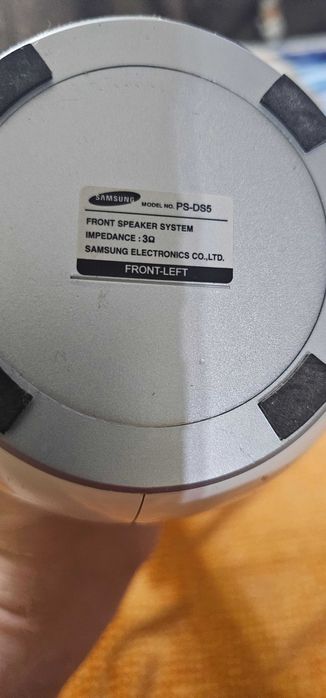 SAMSUNG MODEL NO. PS-DS5
FRONT SPEAKER SYSTEM
IMPEDANCE : 3Ω
SAMSUNG ELECTRONICS CO.,LTD.
FRONT-LEFT